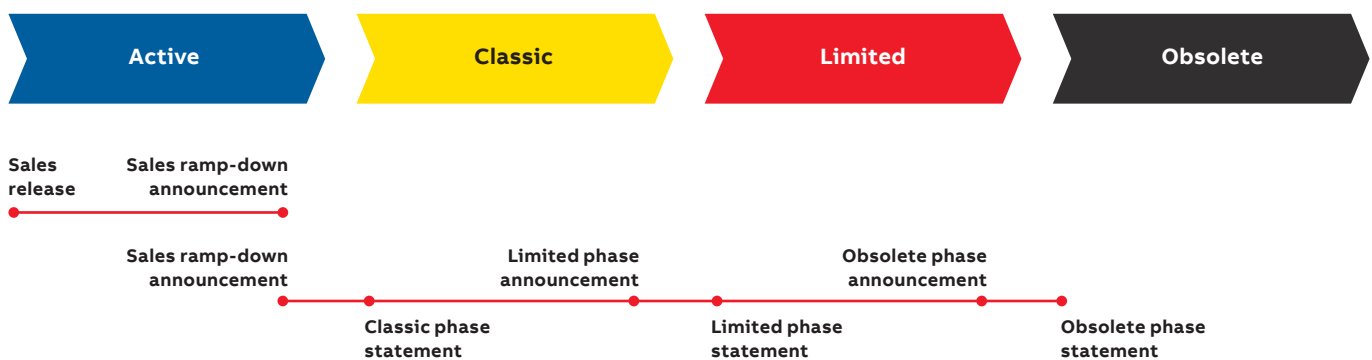 Active
Classic
Limited
Obsolete
Sales
release
Sales ramp-down
announcement
Sales ramp-down
announcement
Limited phase
announcement
Obsolete phase
announcement
Classic phase
statement
Limited phase
statement
Obsolete phase
statement